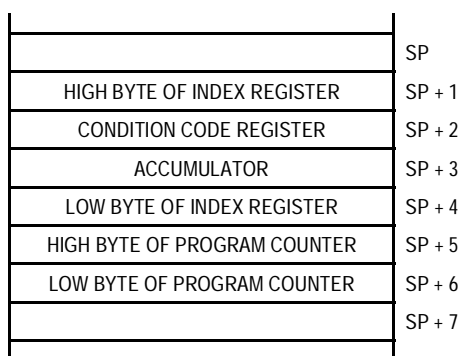 SP
HIGH BYTE OF INDEX REGISTER SP + 1
CONDITION CODE REGISTER SP + 2
ACCUMULATOR SP + 3
LOW BYTE OF INDEX REGISTER SP + 4
HIGH BYTE OF PROGRAM COUNTER SP + 5
LOW BYTE OF PROGRAM COUNTER SP + 6
SP + 7